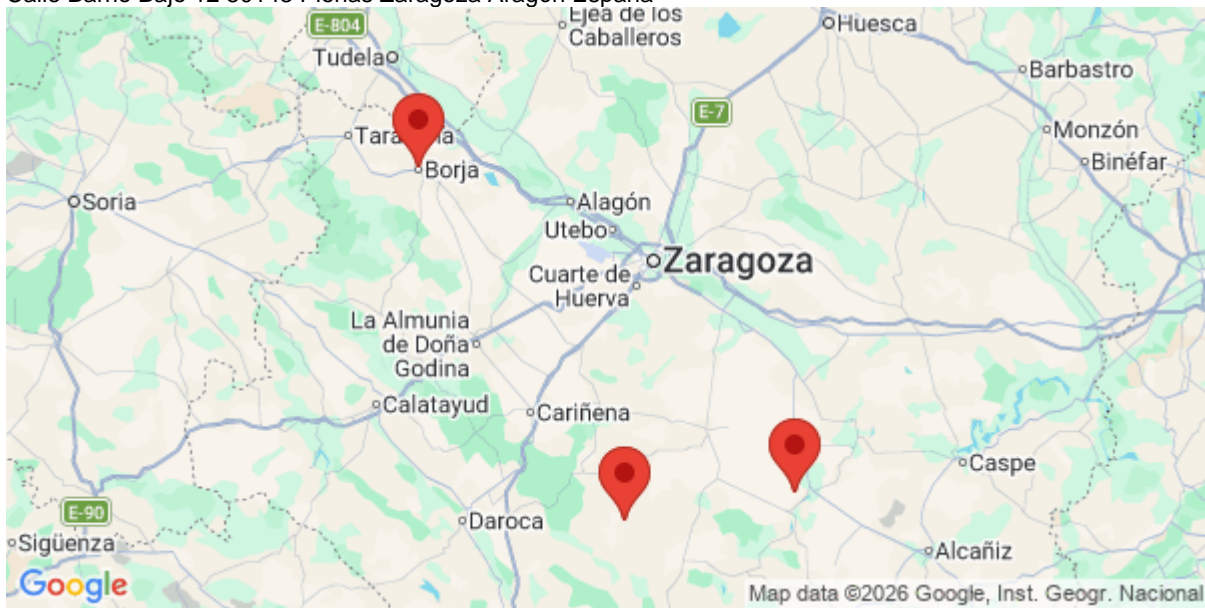 E-804
Ejea de los
Caballeros
Huesca
Tudela
Barbastro
E-7
Monzón
Binéfar
Borja
Soria
Alagón
Utebo
Zaragoza
Cuarte de
Huerva
La Almunia
de Doña
Godina
Calatayud
Cariñena
Caspe
E-90
Daroca
Sigüenza
Alcañiz
Google
Map data ©2026 Google, Inst. Geogr. Nacional